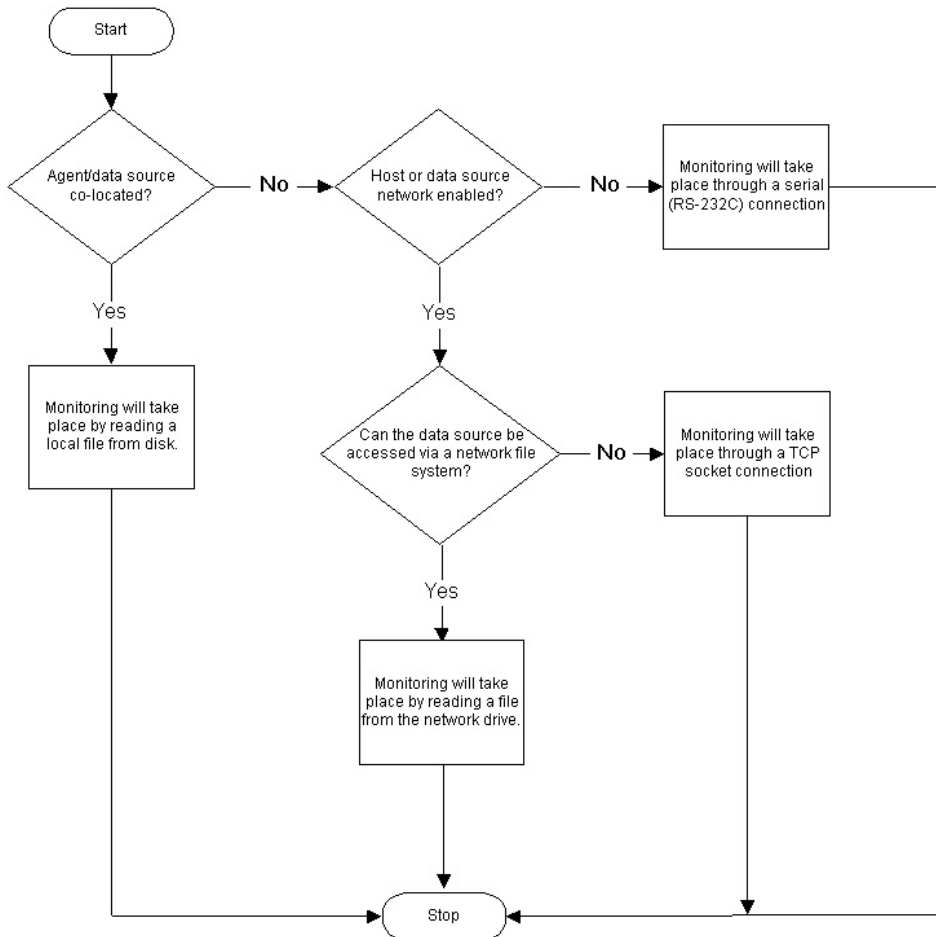 Start
Agent/data source
co-located?
No
Host or data source
network enabled?
No
Monitoring will take
place through a serial
(RS-232C) connection
Yes
Yes
Monitoring will take
place by reading a
local file from disk.
Can the data source be
accessed via a network file
system?
No
Monitoring will take
place through a TCP
socket connection
Yes
Monitoring will take
place by reading a file
from the network drive.
Stop